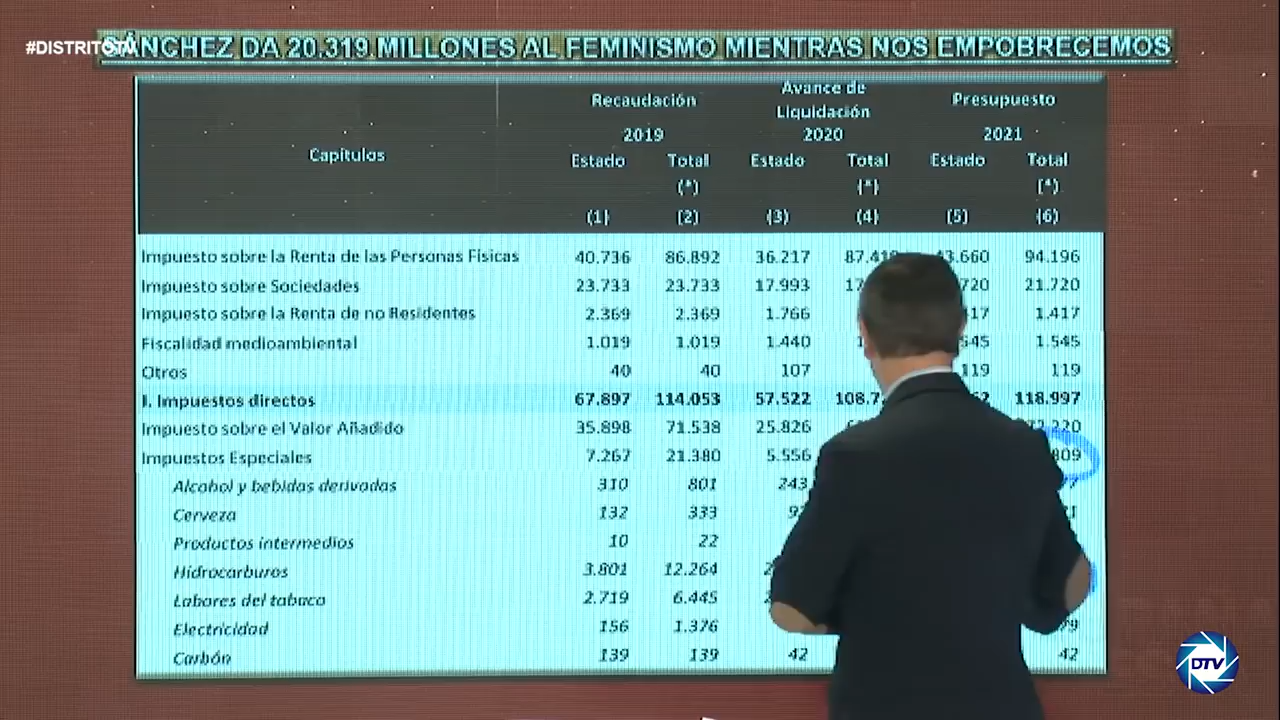 #DISTRITOTV
SÁNCHEZ DA 20.319 MILLONES AL FEMINISMO MIENTRAS NOS EMPOBRECEMOS
Capítulos
Recaudación Avance de Liquidación Presupuesto
2019 2020 2021
Estado Total Estado Total Estado Total
(*) (*) (*)
(1) (2) (3) (4) (5) (6)
Impuesto sobre la Renta de las Personas Físicas 40.736 86.892 36.217 94.196
Impuesto sobre Sociedades 23.733 23.733 17.993 21.720
Impuesto sobre la Renta de no Residentes 2.369 2.369 1.766 1.417
Fiscalidad medioambiental 1.019 1.019 1.440 1.545
Otros 40 40 107 119 119
I. Impuestos directos 67.897 114.053 57.522 118.997
Impuesto sobre el Valor Añadido 35.898 71.538 25.826
Impuestos Especiales 7.267 21.380 5.556
Alcohol y bebidas derivadas 310 801 243
Cerveza 132 333
Productos intermedios 10 22
Hidrocarburos 3.801 12.264
Labores del tabaco 2.719 6.445
Electricidad 156 1.376
Carbón 139 139 42 42
DTV